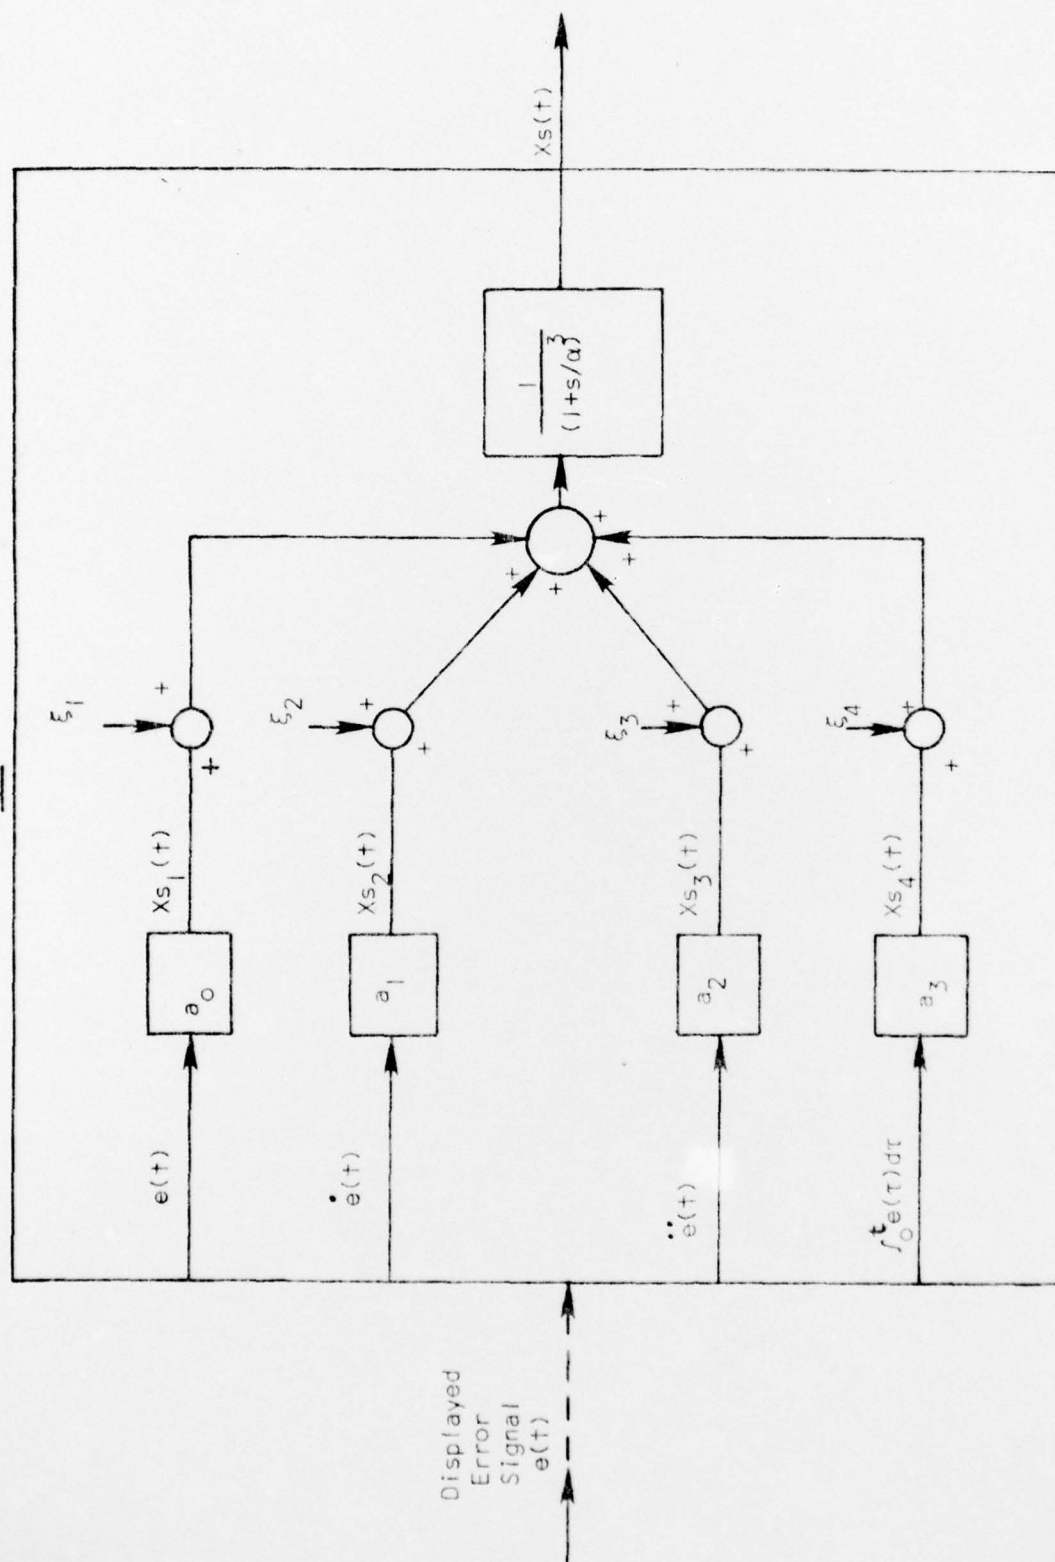 Displayed
Error
Signal
e(t)
e(t)
a₀
Xs₁(t)
+
ξ₁
+
ė(t)
a₁
Xs₂(t)
+
ξ₂
+
ë(t)
a₂
Xs₃(t)
+
ξ₃
+
∫₀ᵗe(τ)dτ
a₃
Xs₄(t)
+
ξ₄
+
+
+
+
+
1
(1+s/α)³
Xs(t)